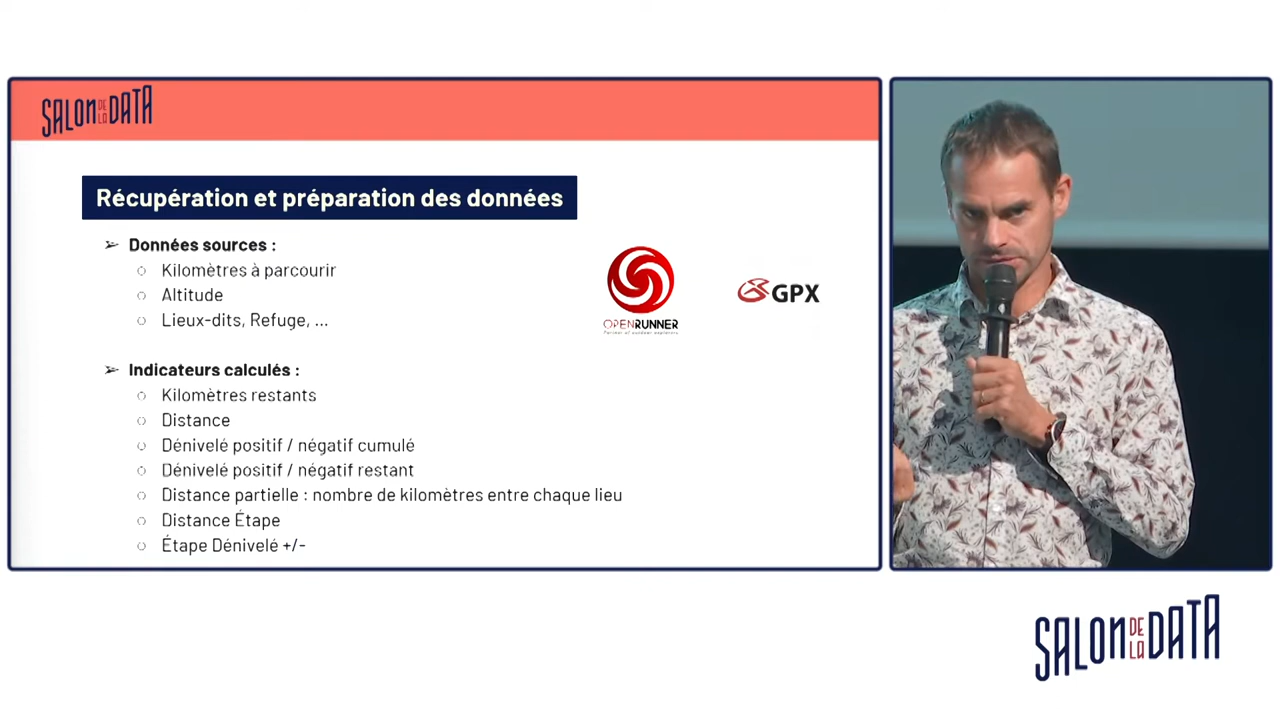 SALON DE LA DATA
Récupération et préparation des données
➢ Données sources :
○ Kilomètres à parcourir
○ Altitude
○ Lieux-dits, Refuge, ...
OPENRUNNER
GPX
➢ Indicateurs calculés :
○ Kilomètres restants
○ Distance
○ Dénivelé positif / négatif cumulé
○ Dénivelé positif / négatif restant
○ Distance partielle : nombre de kilomètres entre chaque lieu
○ Distance Étape
○ Étape Dénivelé +/-
SALON DE LA DATA